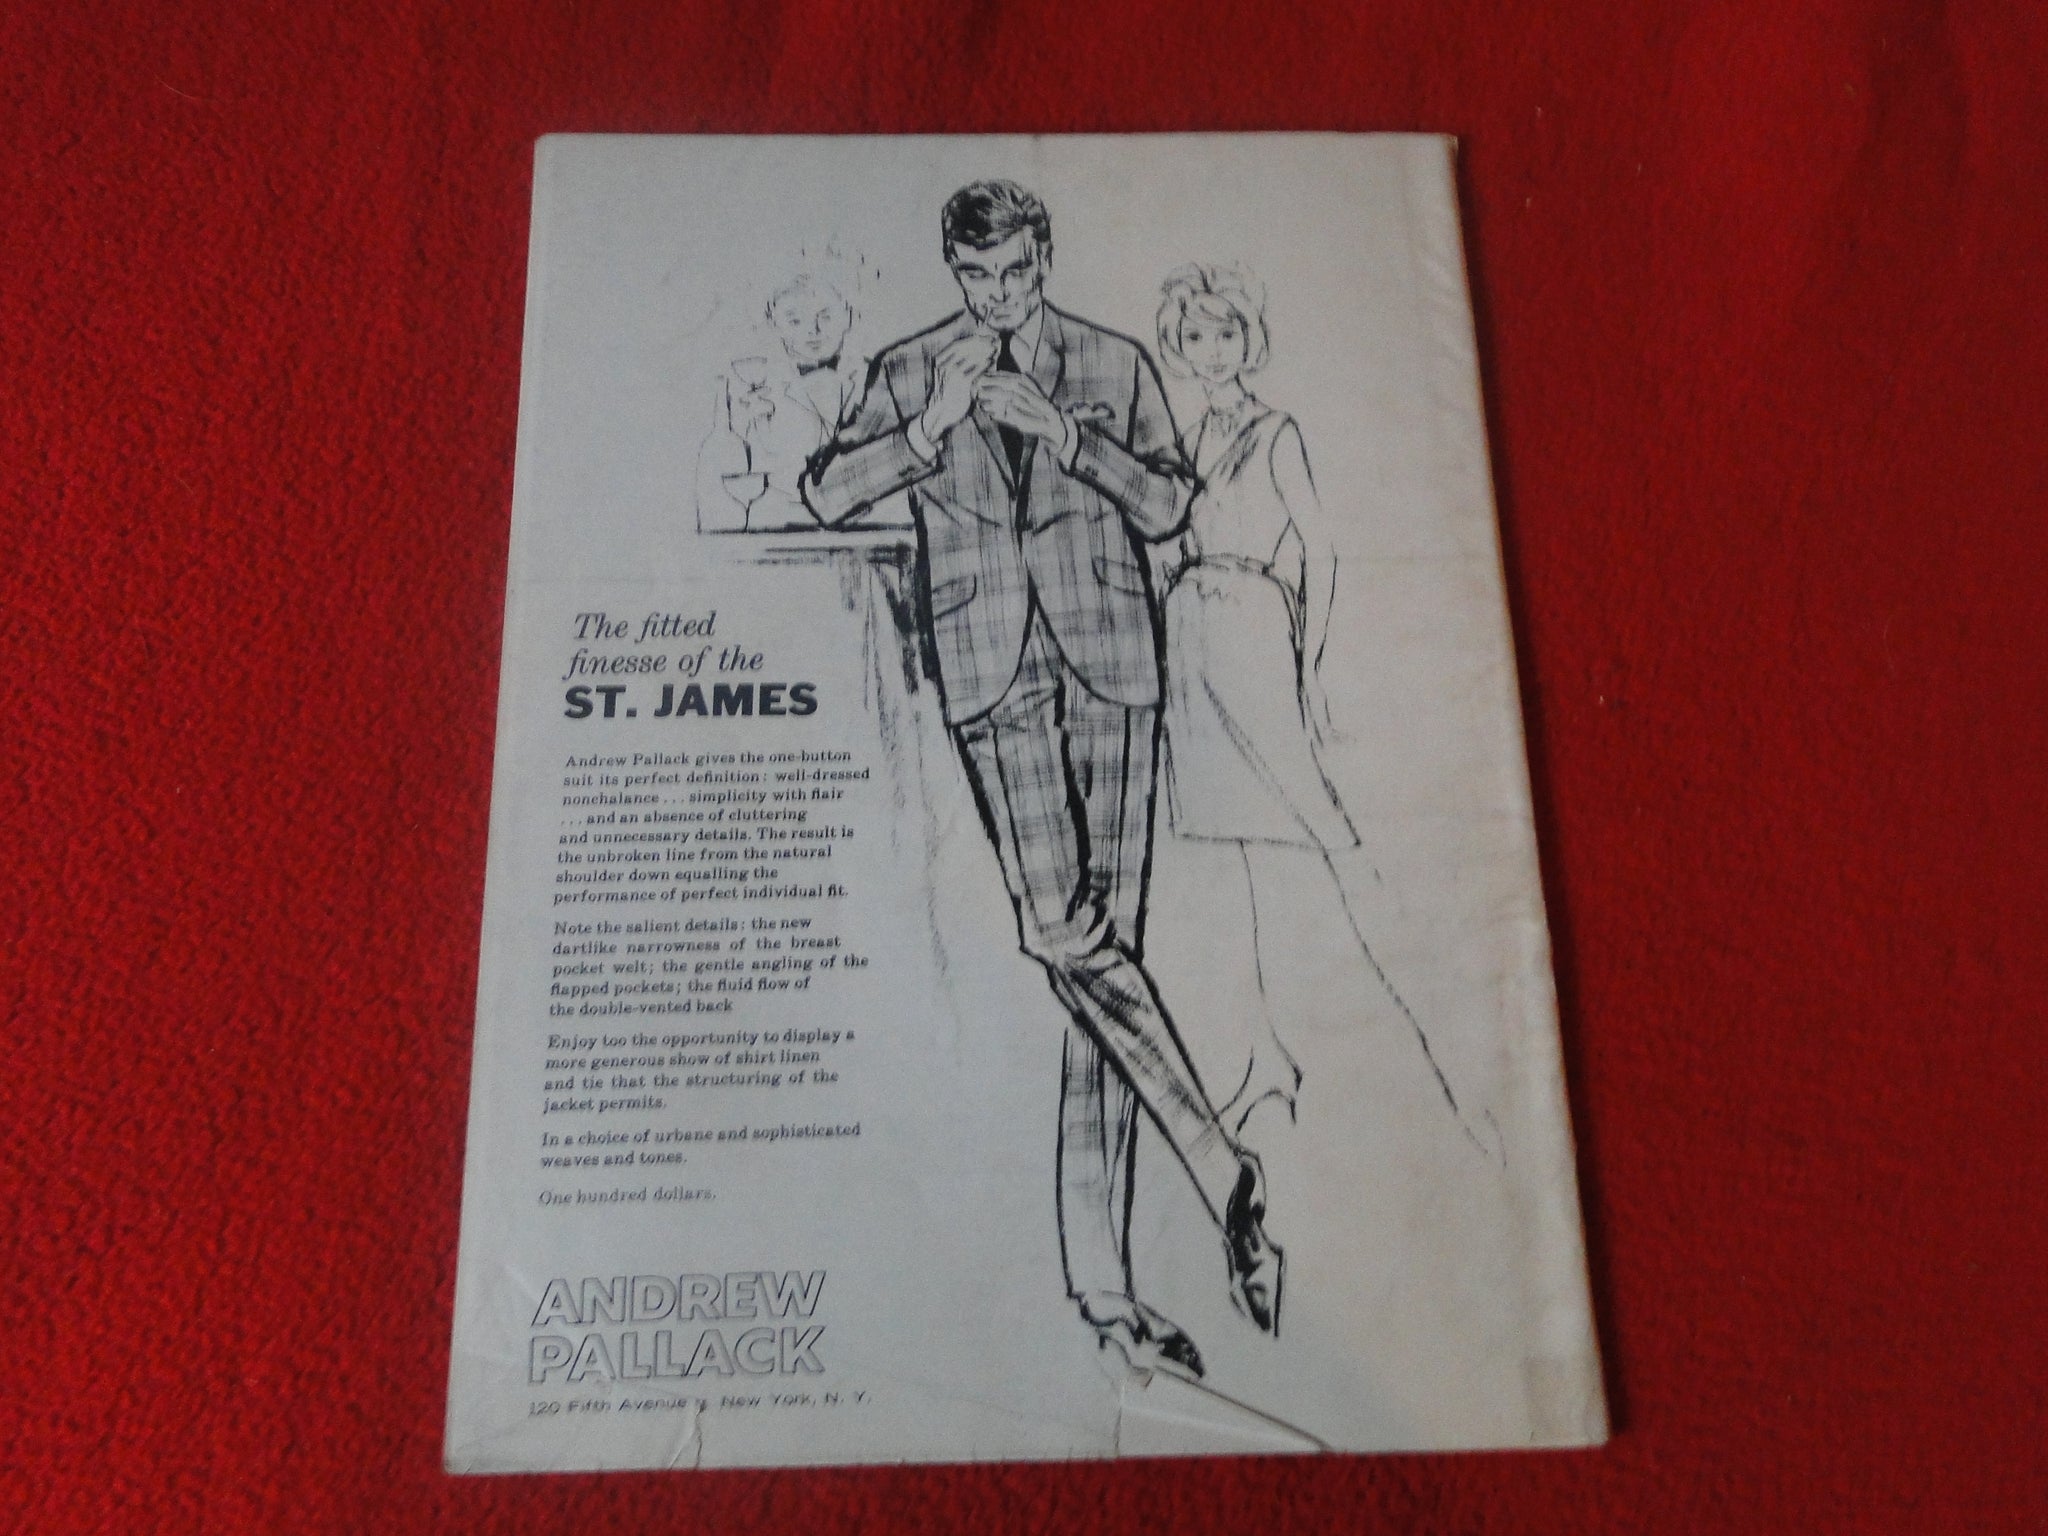 The fitted
finesse of the
ST. JAMES
Andrew Pallack gives the one-button
suit its perfect definition: well-dressed
nonchalance ... simplicity with flair
... and an absence of cluttering
and unnecessary details. The result is
the unbroken line from the natural
shoulder down equalling the
performance of perfect individual fit.
Note the salient details: the new
dartlike narrowness of the breast
pocket welt; the gentle angling of the
flapped pockets; the fluid flow of
the double-vented back
Enjoy too the opportunity to display a
more generous show of shirt linen
and tie that the structuring of the
jacket permits.
In a choice of urbane and sophisticated
weaves and tones.
One hundred dollars.
ANDREW
PALLACK
120 Fifth Avenue New York, N. Y.